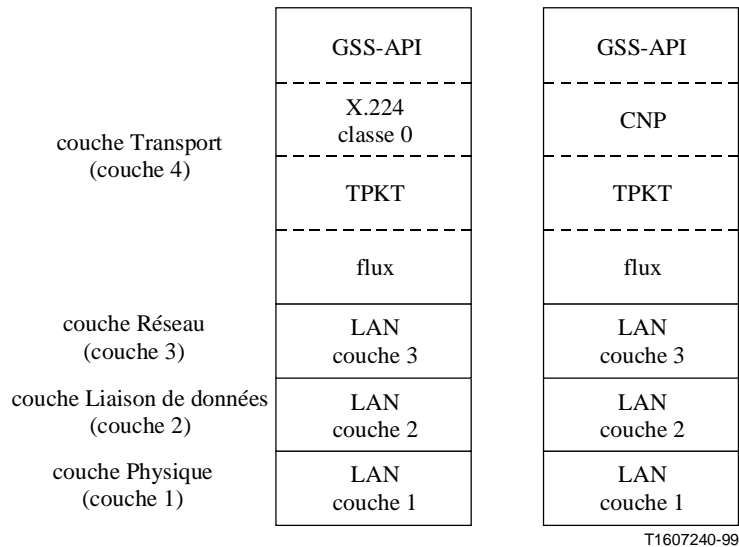 GSS-API
GSS-API
couche Transport
(couche 4)
X.224
classe 0
CNP
TPKT
TPKT
flux
flux
couche Réseau
(couche 3)
LAN
couche 3
LAN
couche 3
couche Liaison de données
(couche 2)
LAN
couche 2
LAN
couche 2
couche Physique
(couche 1)
LAN
couche 1
LAN
couche 1
T1607240-99